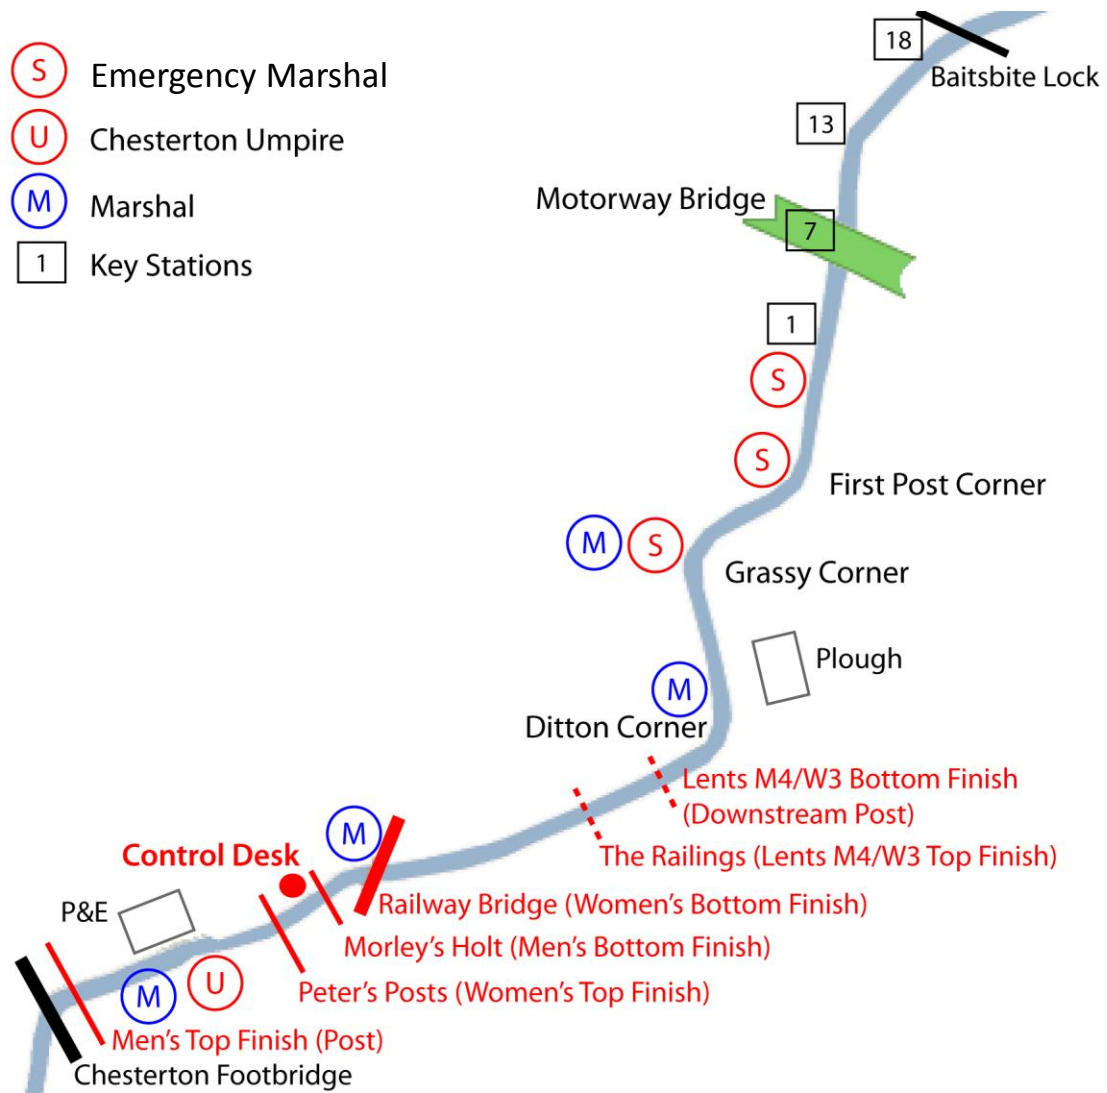 S Emergency Marshal
U Chesterton Umpire
M Marshal
1 Key Stations
18
Baitsbite Lock
13
Motorway Bridge
7
1
S
S
First Post Corner
M S
Grassy Corner
Plough
M
Ditton Corner
Lents M4/W3 Bottom Finish
(Downstream Post)
M
Control Desk
The Railings (Lents M4/W3 Top Finish)
P&E
Railway Bridge (Women's Bottom Finish)
Morley's Holt (Men's Bottom Finish)
M U
Peter's Posts (Women's Top Finish)
Men's Top Finish (Post)
Chesterton Footbridge